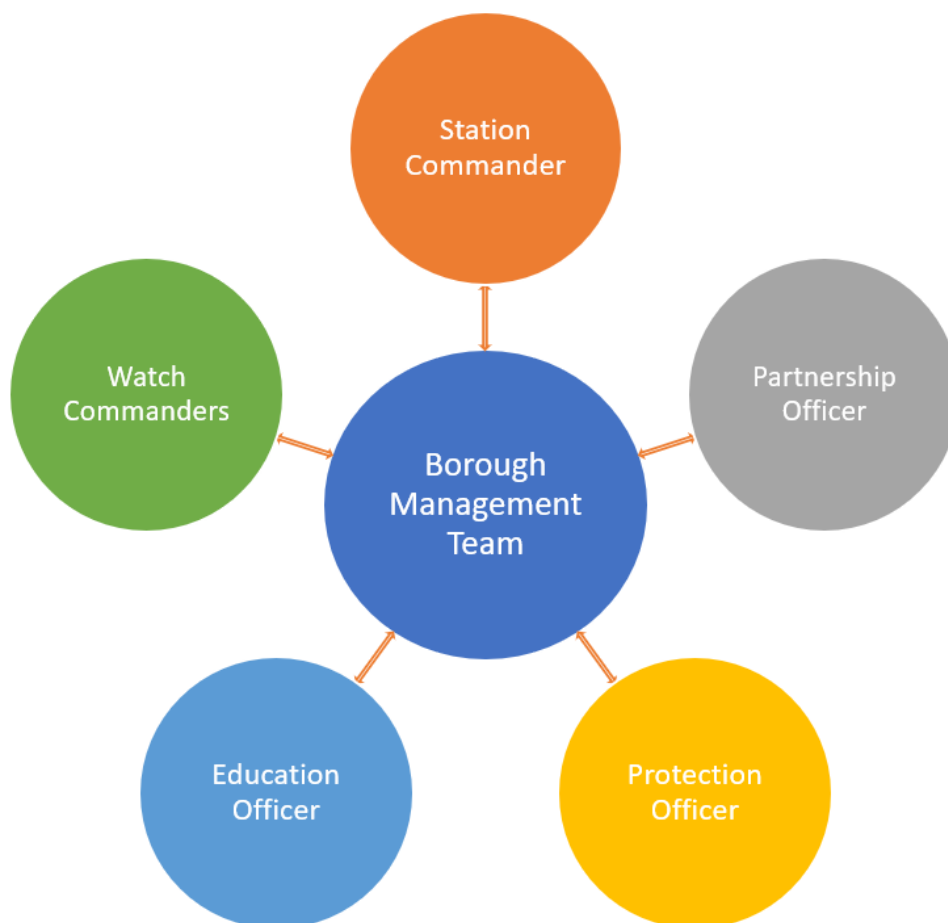 Station
Commander
Watch
Commanders
Partnership
Officer
Borough
Management
Team
Education
Officer
Protection
Officer